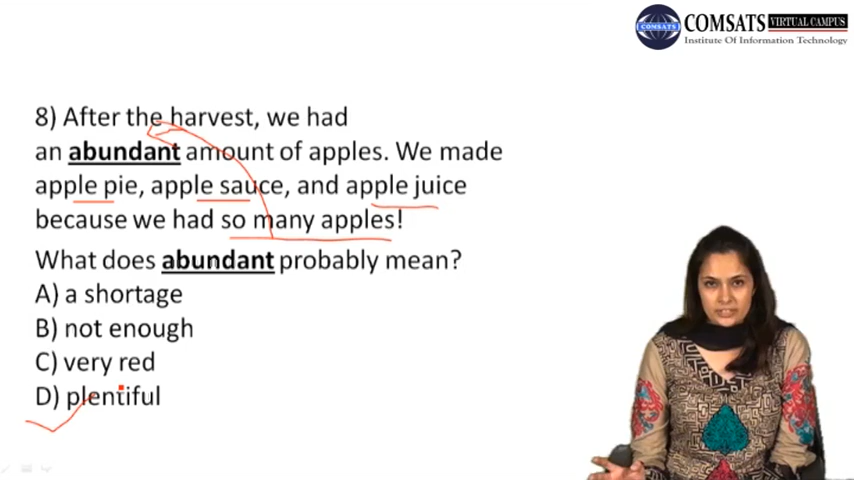 COMSATS VIRTUAL CAMPUS
COMSATS
Institute Of Information Technology
8) After the harvest, we had
an abundant amount of apples. We made
apple pie, apple sauce, and apple juice
because we had so many apples!
What does abundant probably mean?
A) a shortage
B) not enough
C) very red
D) plentiful